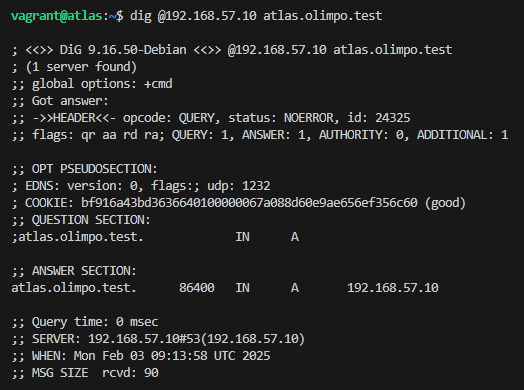 vagrant@atlas:~$ dig @192.168.57.10 atlas.olimpo.test
; <<>> DiG 9.16.50-Debian <<>> @192.168.57.10 atlas.olimpo.test
; (1 server found)
;; global options: +cmd
;; Got answer:
;; ->>HEADER<<- opcode: QUERY, status: NOERROR, id: 24325
;; flags: qr aa rd ra; QUERY: 1, ANSWER: 1, AUTHORITY: 0, ADDITIONAL: 1
;; OPT PSEUDOSECTION:
; EDNS: version: 0, flags:; udp: 1232
; COOKIE: bf916a43bd3636640100000067a088d60e9ae656ef356c60 (good)
;; QUESTION SECTION:
;atlas.olimpo.test. IN A
;; ANSWER SECTION:
atlas.olimpo.test. 86400 IN A 192.168.57.10
;; Query time: 0 msec
;; SERVER: 192.168.57.10#53(192.168.57.10)
;; WHEN: Mon Feb 03 09:13:58 UTC 2025
;; MSG SIZE rcvd: 90